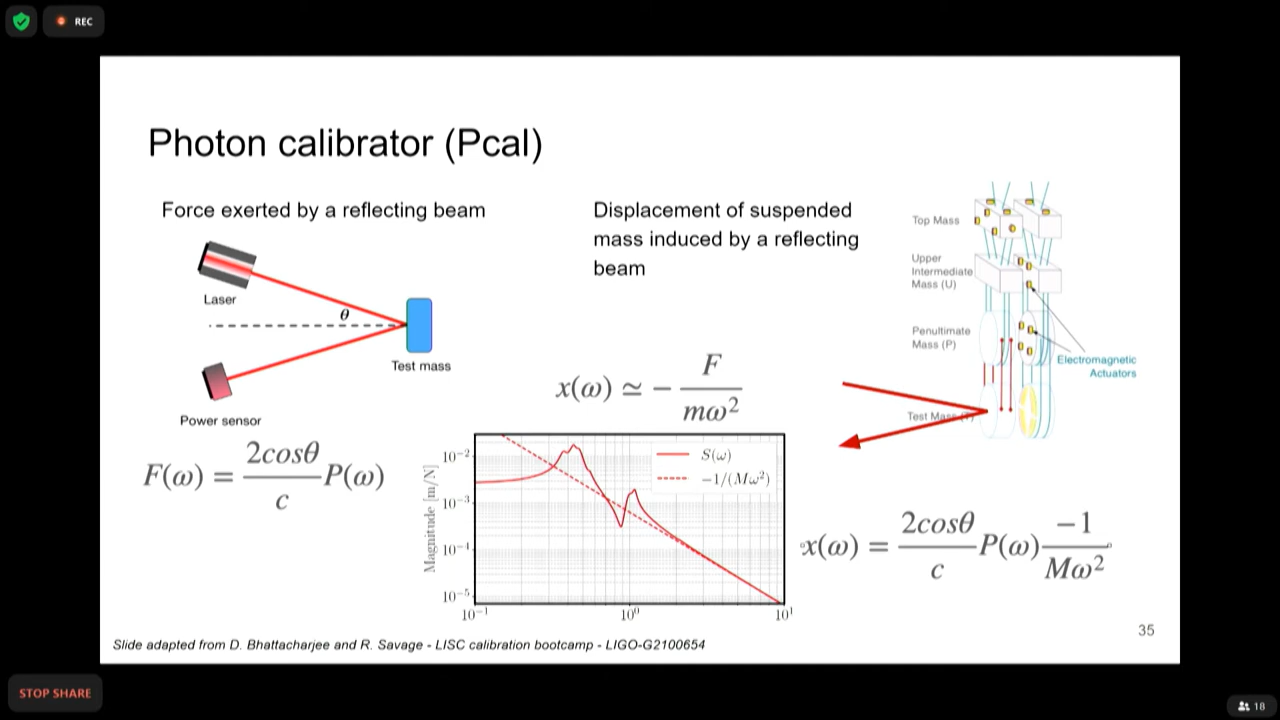 REC
Photon calibrator (Pcal)
Force exerted by a reflecting beam
Laser
θ
Test mass
Power sensor
F(ω) = 2cosθ/c P(ω)
Displacement of suspended
mass induced by a reflecting
beam
x(ω) ≃ − F/mω²
Magnitude [m/N]
10⁻²
10⁻³
10⁻⁴
10⁻⁵
10⁻¹
10⁰
10¹
S(ω)
−1/(Mω²)
Top Mass
Upper
Intermediate
Mass (U)
Penultimate
Mass (P)
Electromagnetic
Actuators
Test Mass (T)
x(ω) = 2cosθ/c P(ω) −1/Mω²
35
Slide adapted from D. Bhattacharjee and R. Savage - LISC calibration bootcamp - LIGO-G2100654
STOP SHARE
18